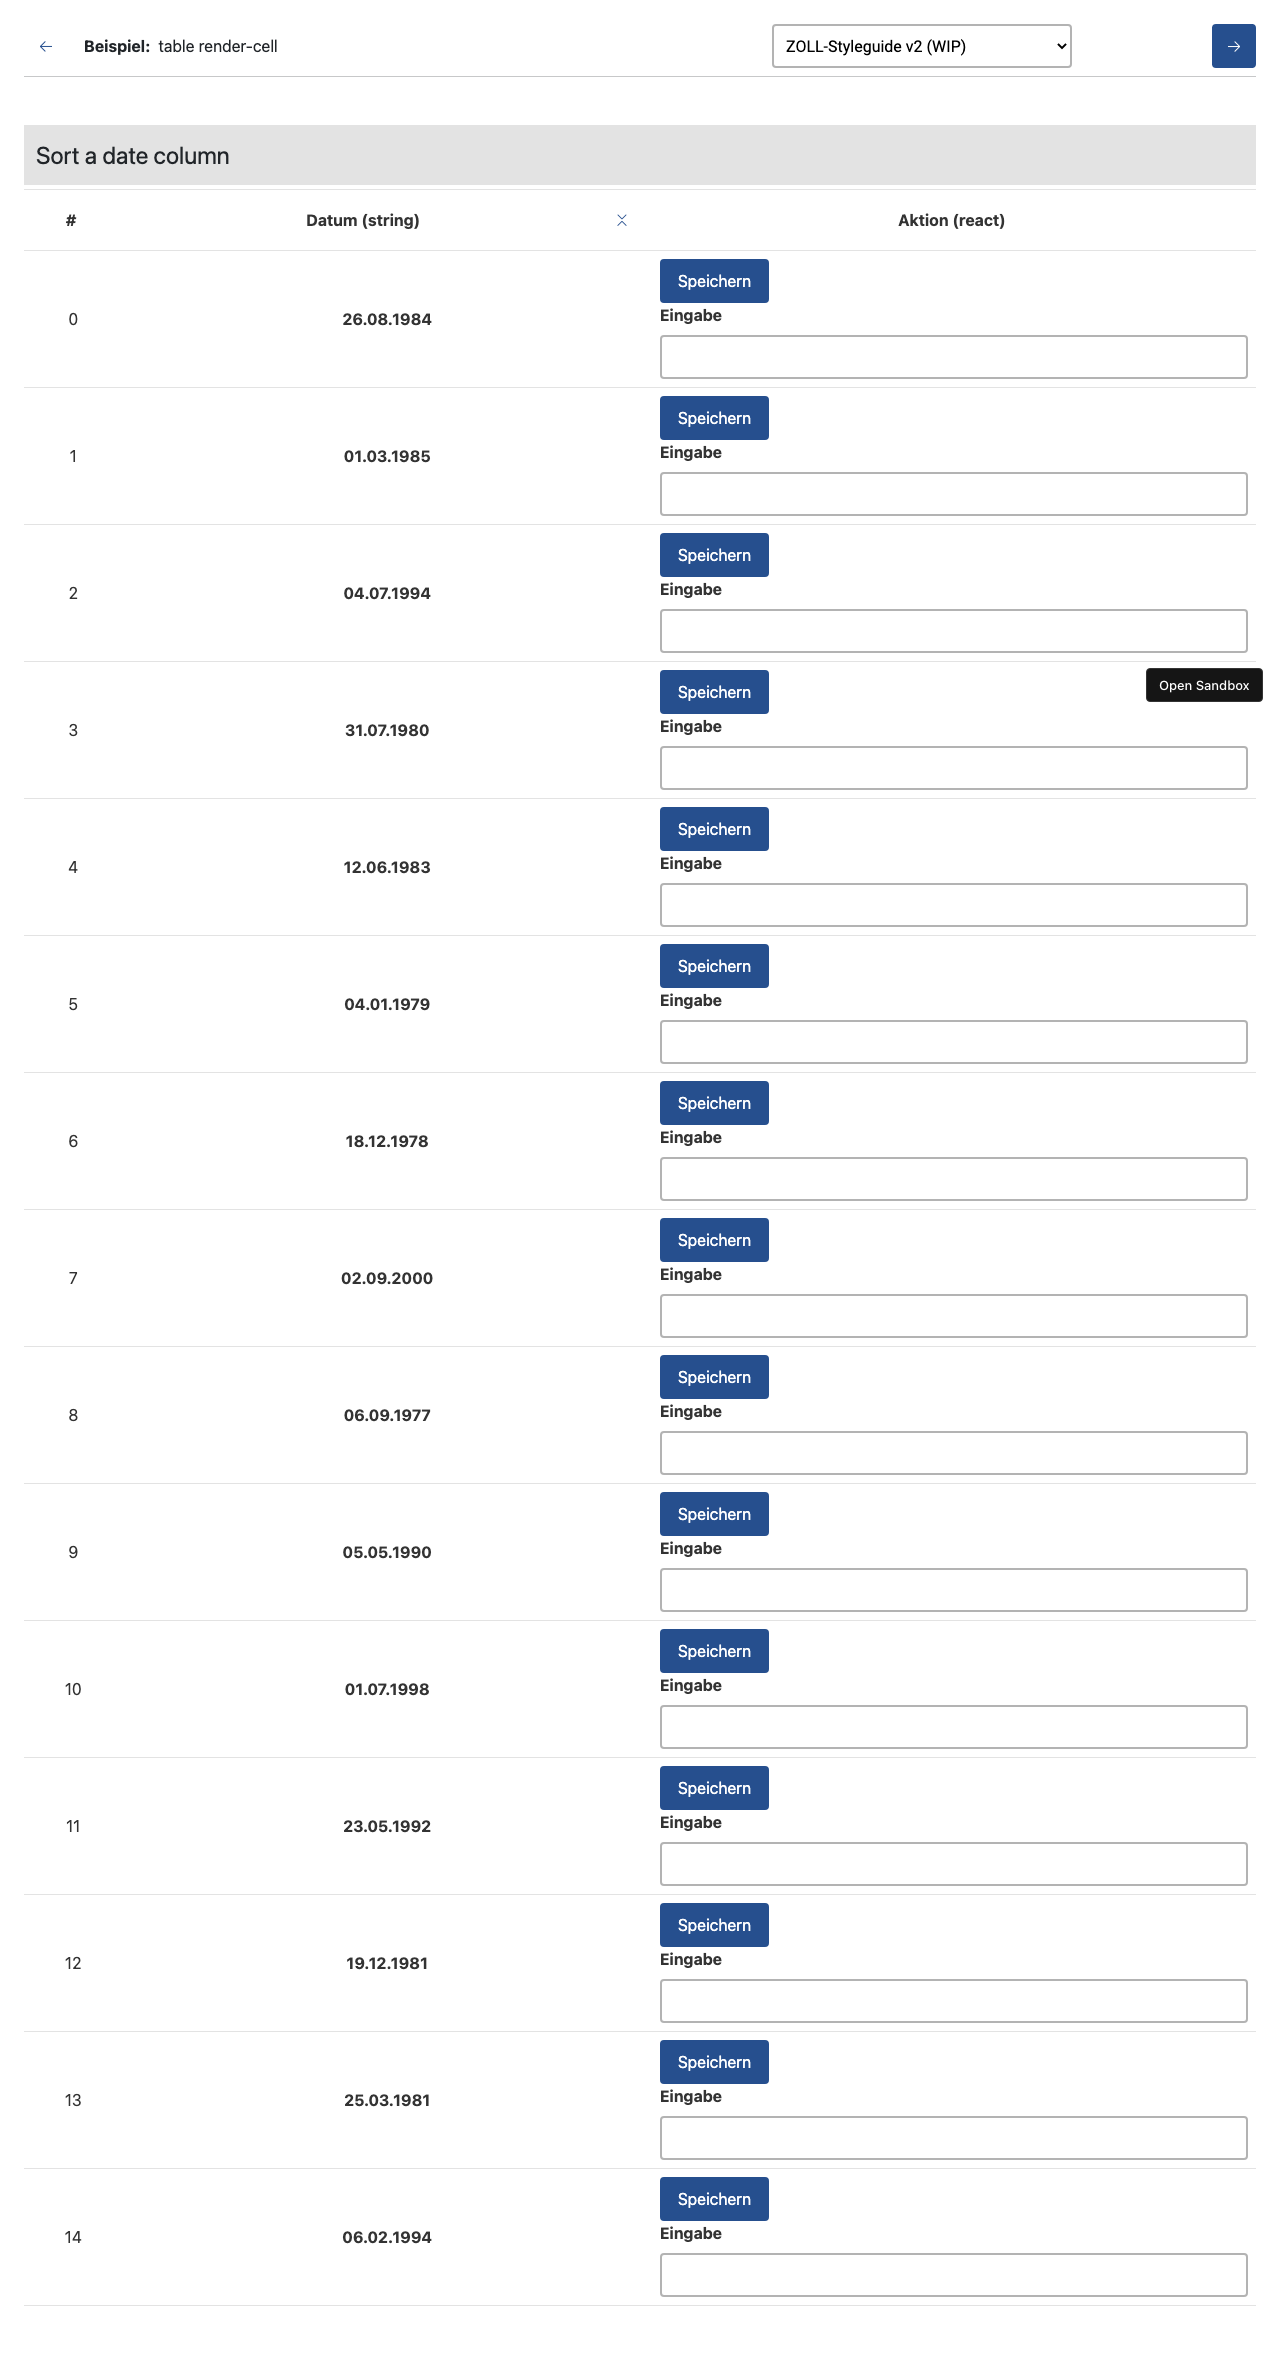 Beispiel: table render-cell
ZOLL-Styleguide v2 (WIP)
Sort a date column
# Datum (string) Aktion (react)
Speichern
0 26.08.1984 Eingabe
Speichern
1 01.03.1985 Eingabe
Speichern
2 04.07.1994 Eingabe
Open Sandbox
Speichern
3 31.07.1980 Eingabe
Speichern
4 12.06.1983 Eingabe
Speichern
5 04.01.1979 Eingabe
Speichern
6 18.12.1978 Eingabe
Speichern
7 02.09.2000 Eingabe
Speichern
8 06.09.1977 Eingabe
Speichern
9 05.05.1990 Eingabe
Speichern
10 01.07.1998 Eingabe
Speichern
11 23.05.1992 Eingabe
Speichern
12 19.12.1981 Eingabe
Speichern
13 25.03.1981 Eingabe
Speichern
14 06.02.1994 Eingabe